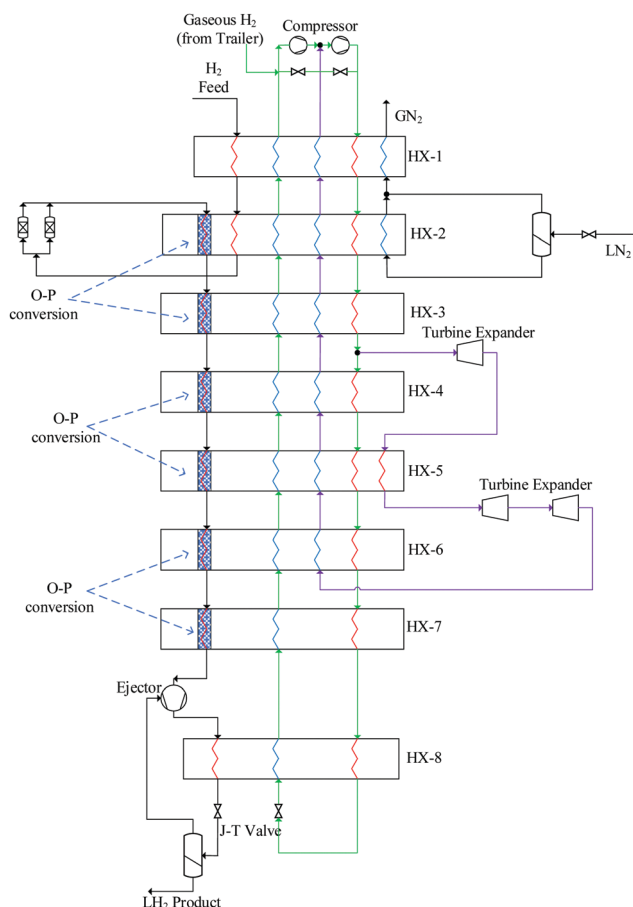 Gaseous H2
(from Trailer)
Compressor
H2
Feed
GN2
HX-1
HX-2
LN2
O-P
conversion
HX-3
Turbine Expander
HX-4
O-P
conversion
HX-5
Turbine Expander
HX-6
O-P
conversion
HX-7
Ejector
HX-8
J-T Valve
LH2 Product